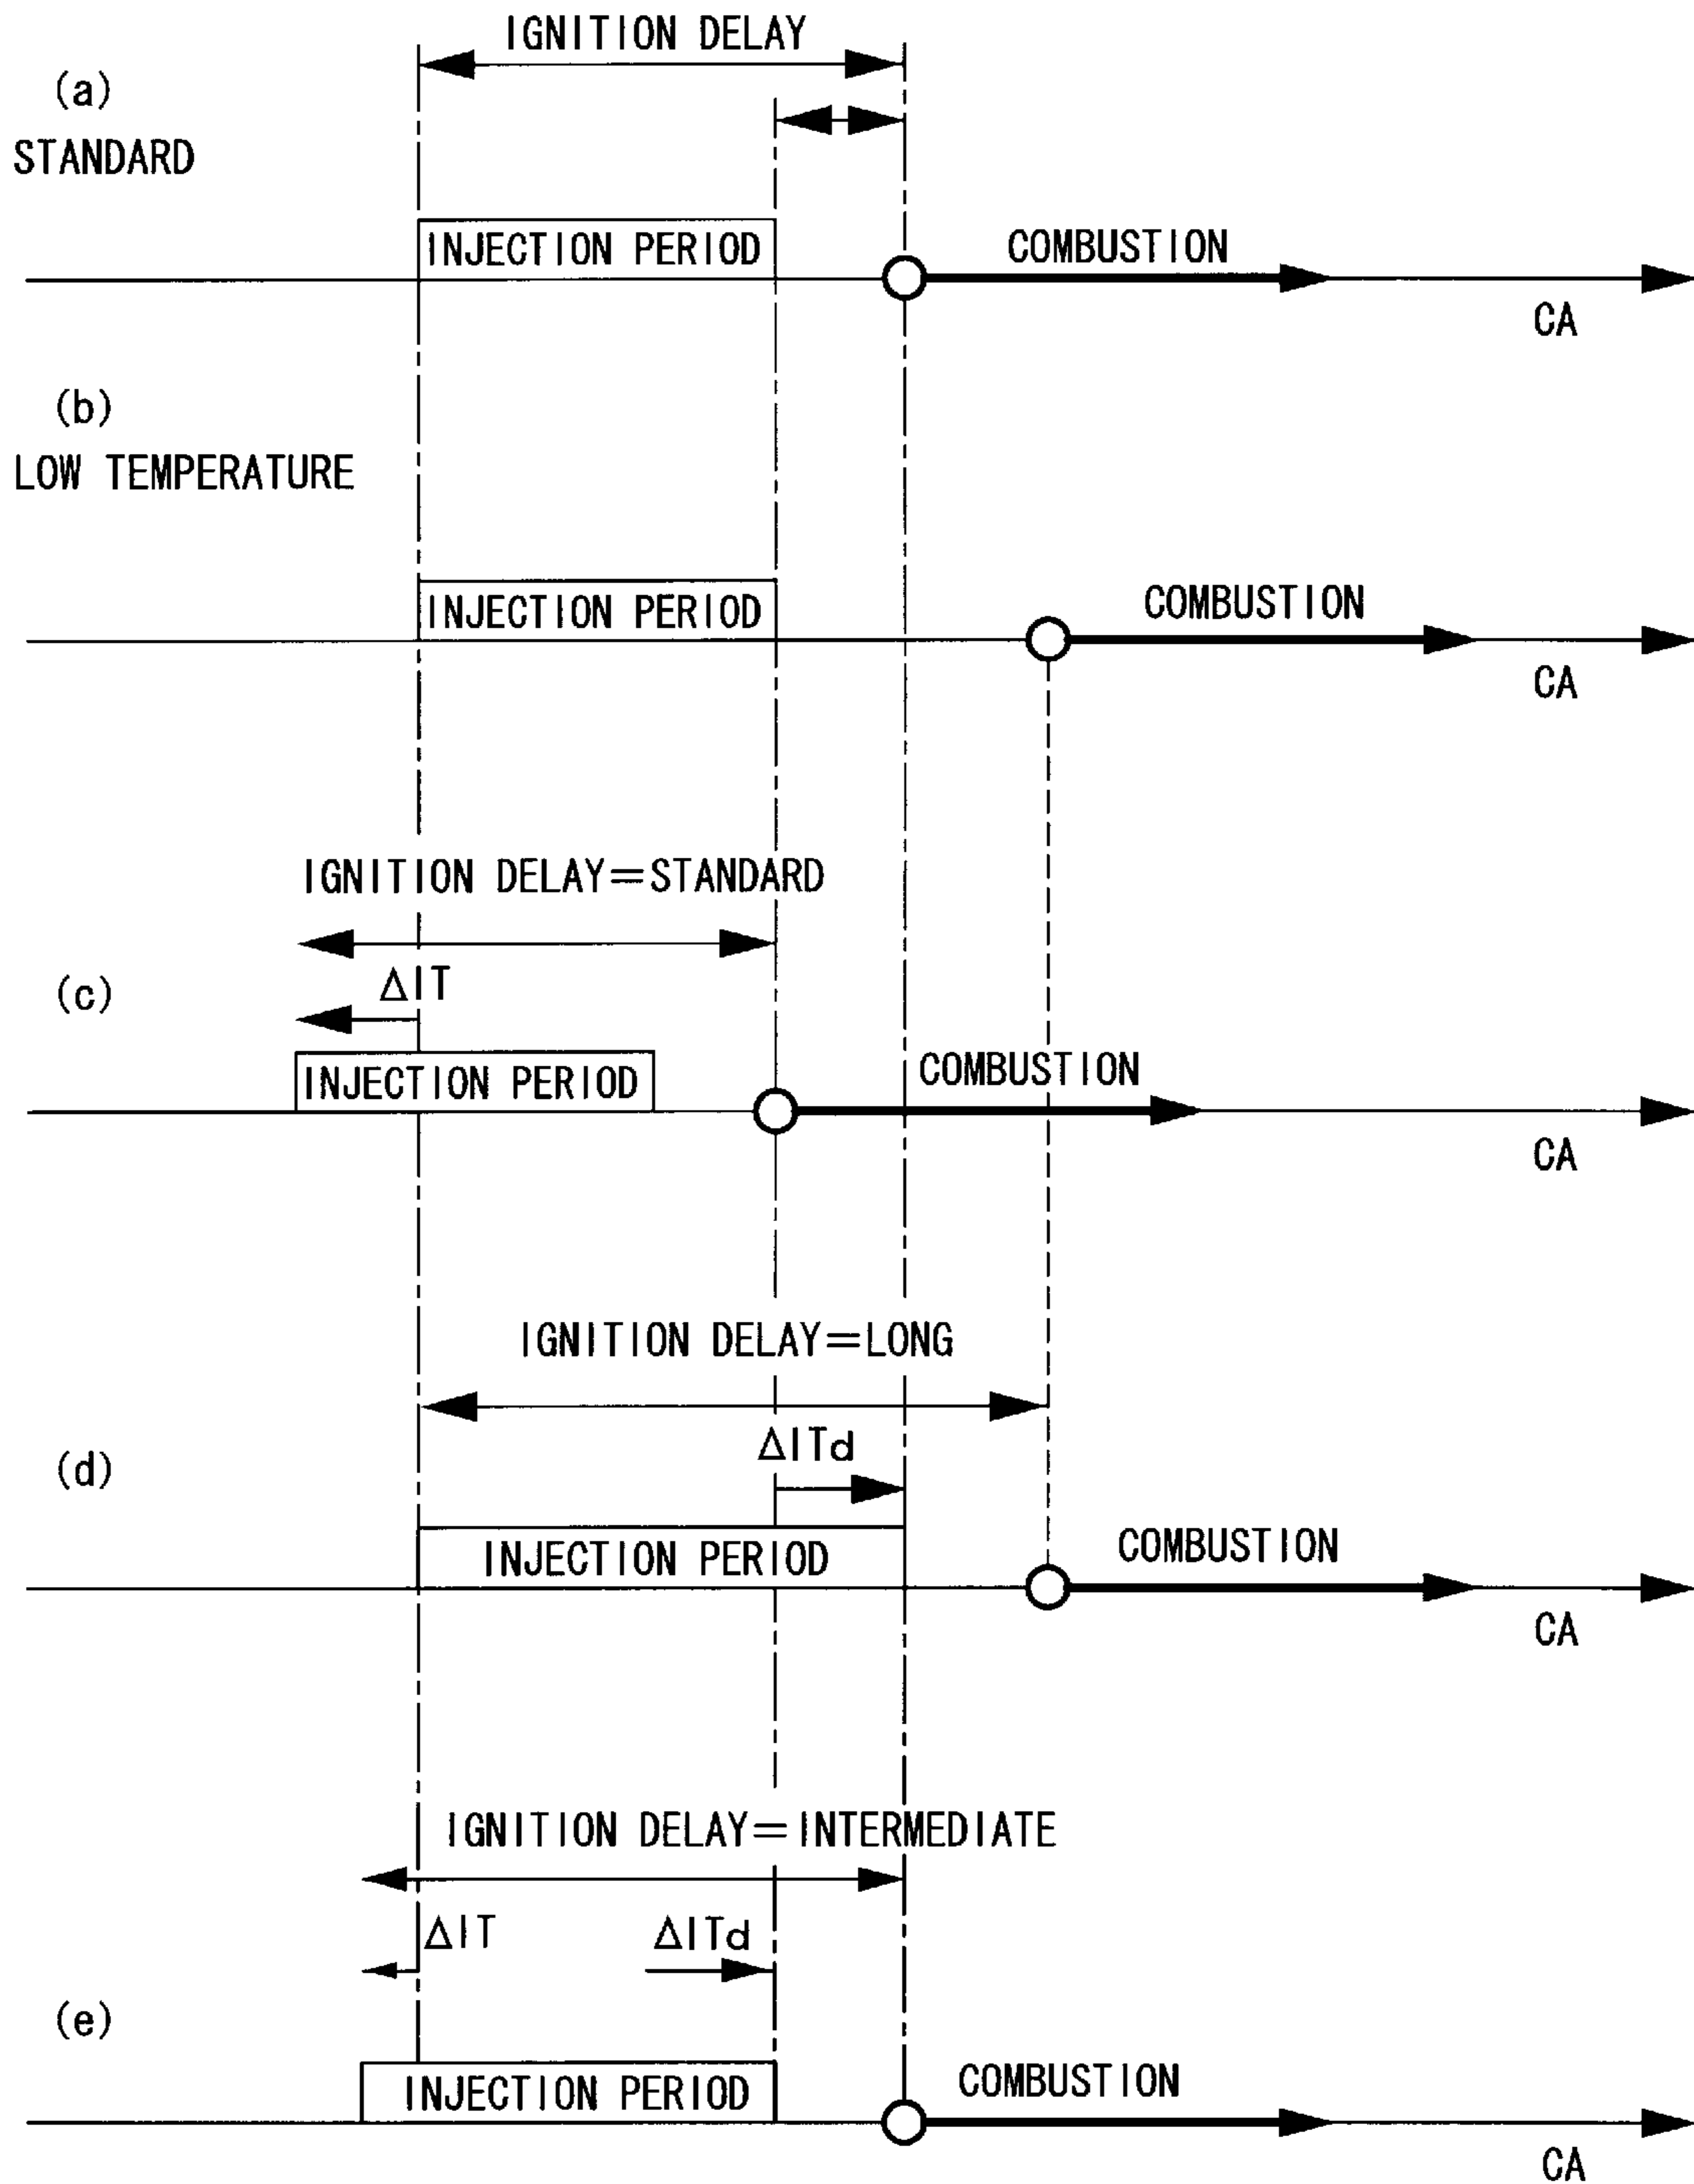 IGNITION DELAY
(a)
STANDARD
INJECTION PERIOD
COMBUSTION
CA
(b)
LOW TEMPERATURE
INJECTION PERIOD
COMBUSTION
CA
IGNITION DELAY=STANDARD
ΔIT
(c)
INJECTION PERIOD
COMBUSTION
CA
IGNITION DELAY=LONG
ΔITd
(d)
INJECTION PERIOD
COMBUSTION
CA
IGNITION DELAY=INTERMEDIATE
ΔIT ΔITd
(e)
INJECTION PERIOD
COMBUSTION
CA